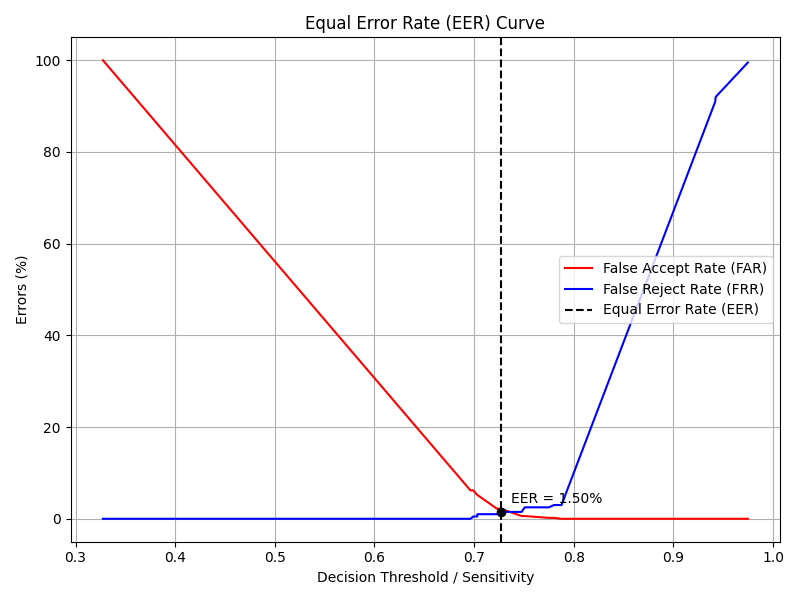 Equal Error Rate (EER) Curve
100
80
60
40
20
0
Errors (%)
False Accept Rate (FAR)
False Reject Rate (FRR)
Equal Error Rate (EER)
EER = 1.50%
0.3 0.4 0.5 0.6 0.7 0.8 0.9 1.0
Decision Threshold / Sensitivity